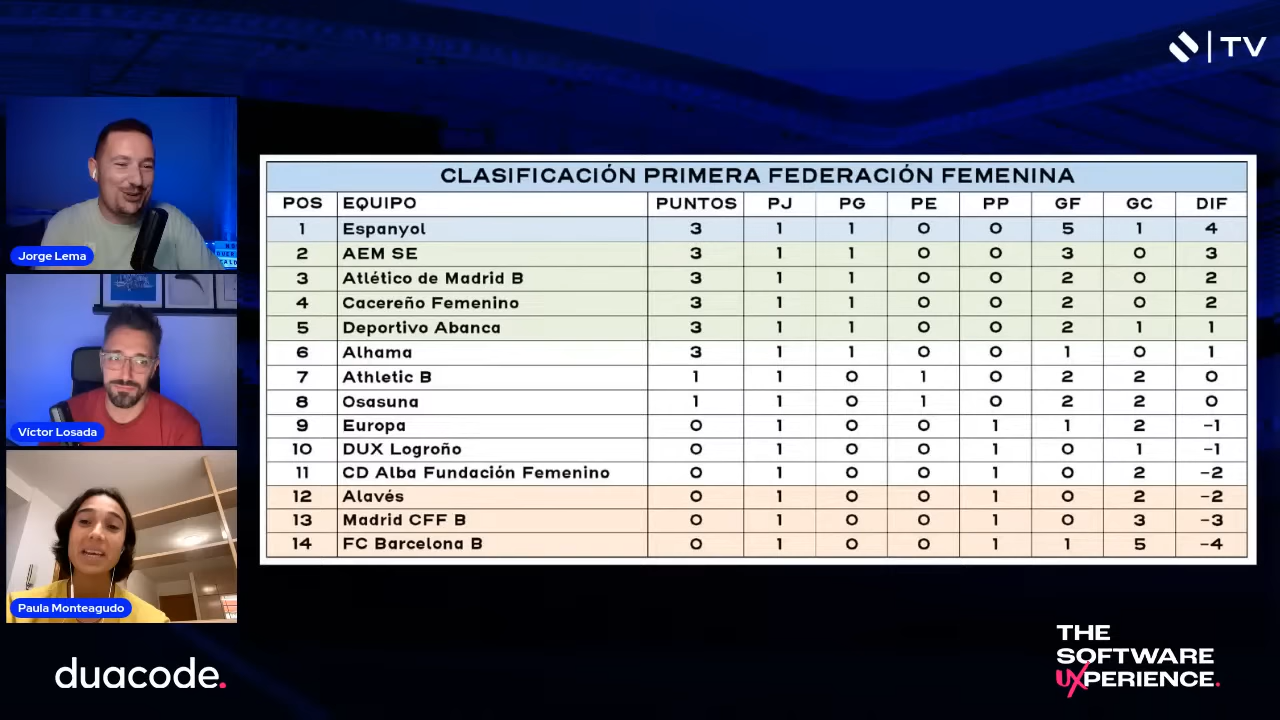 | TV
Jorge Lema
Víctor Losada
Paula Monteagudo
CLASIFICACIÓN PRIMERA FEDERACIÓN FEMENINA
POS EQUIPO PUNTOS PJ PG PE PP GF GC DIF
1 Espanyol 3 1 1 0 0 5 1 4
2 AEM SE 3 1 1 0 0 3 0 3
3 Atlético de Madrid B 3 1 1 0 0 2 0 2
4 Cacereño Femenino 3 1 1 0 0 2 0 2
5 Deportivo Abanca 3 1 1 0 0 2 1 1
6 Alhama 3 1 1 0 0 1 0 1
7 Athletic B 1 1 0 1 0 2 2 0
8 Osasuna 1 1 0 1 0 2 2 0
9 Europa 0 1 0 0 1 1 2 -1
10 DUX Logroño 0 1 0 0 1 0 1 -1
11 CD Alba Fundación Femenino 0 1 0 0 1 0 2 -2
12 Alavés 0 1 0 0 1 0 2 -2
13 Madrid CFF B 0 1 0 0 1 0 3 -3
14 FC Barcelona B 0 1 0 0 1 1 5 -4
duacode.
THE
SOFTWARE
UXPERIENCE.